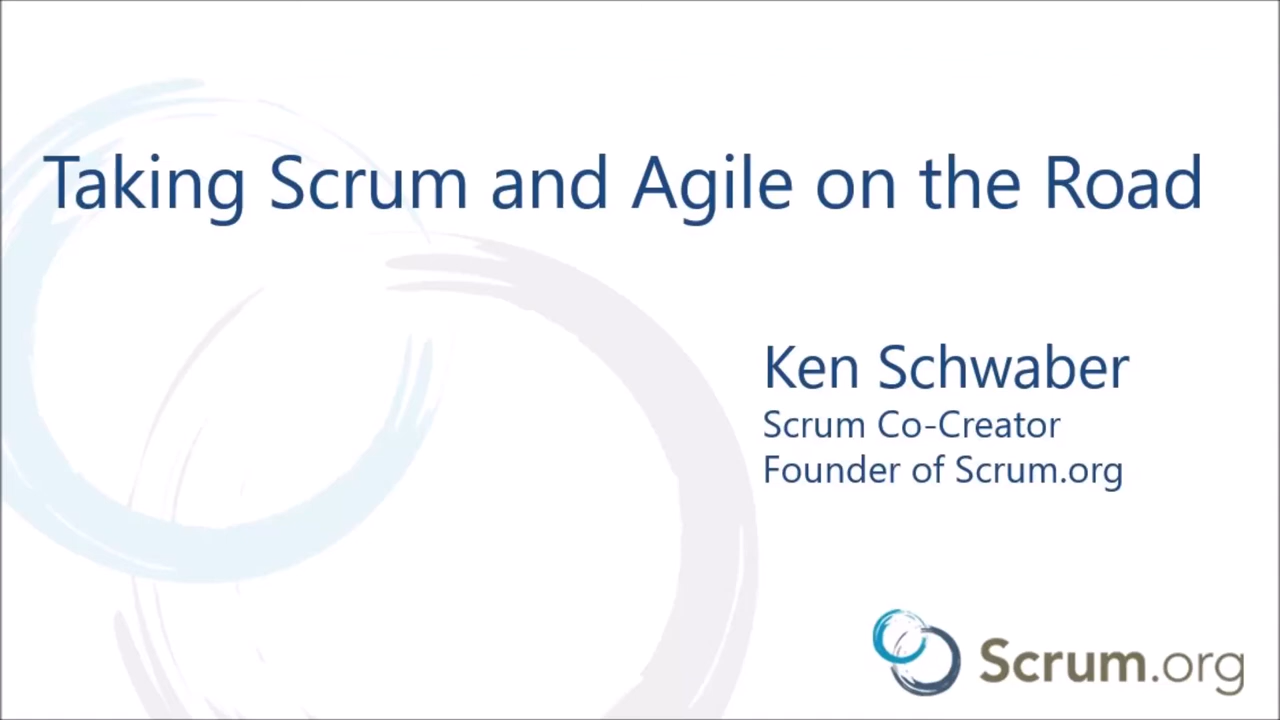 Taking Scrum and Agile on the Road
Ken Schwaber
Scrum Co-Creator
Founder of Scrum.org
Scrum.org